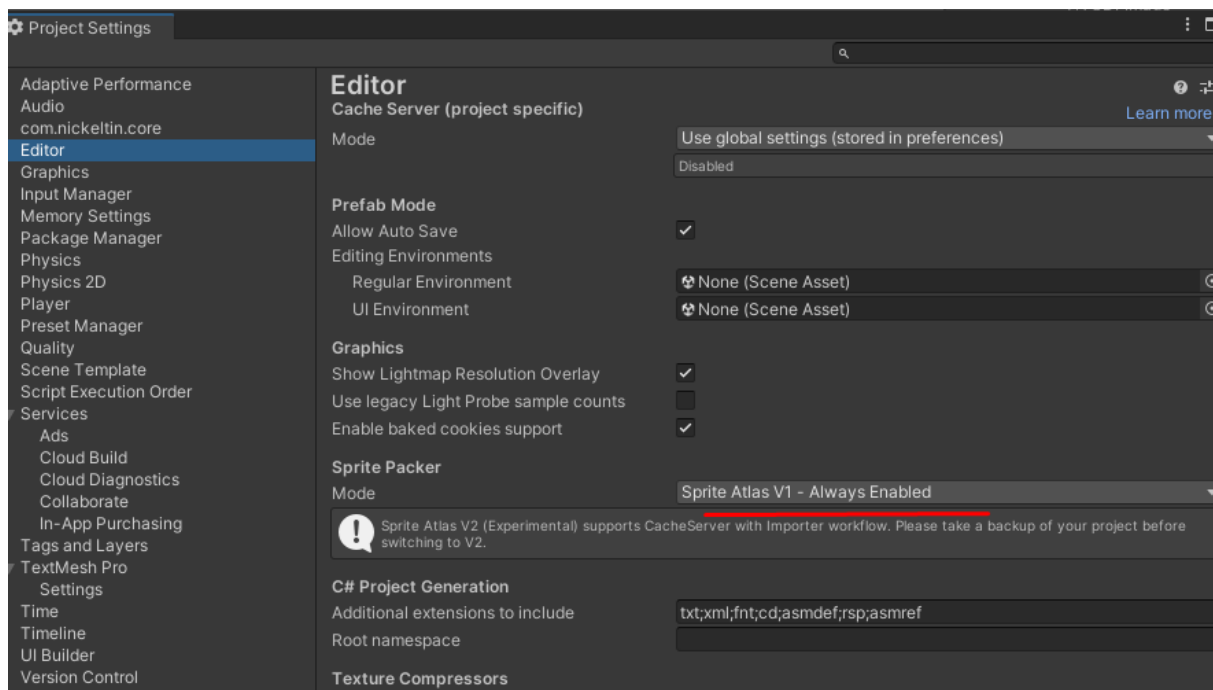 Project Settings
Adaptive Performance
Audio
com.nickeltin.core
Editor
Graphics
Input Manager
Memory Settings
Package Manager
Physics
Physics 2D
Player
Preset Manager
Quality
Scene Template
Script Execution Order
Services
Ads
Cloud Build
Cloud Diagnostics
Collaborate
In-App Purchasing
Tags and Layers
TextMesh Pro
Settings
Time
Timeline
UI Builder
Version Control
Editor
Cache Server (project specific)
Learn more
Mode Use global settings (stored in preferences)
Disabled
Prefab Mode
Allow Auto Save
Editing Environments
Regular Environment None (Scene Asset)
UI Environment None (Scene Asset)
Graphics
Show Lightmap Resolution Overlay
Use legacy Light Probe sample counts
Enable baked cookies support
Sprite Packer
Mode Sprite Atlas V1 - Always Enabled
Sprite Atlas V2 (Experimental) supports CacheServer with Importer workflow. Please take a backup of your project before
switching to V2.
C# Project Generation
Additional extensions to include txt;xml;fnt;cd;asmdef;rsp;asmref
Root namespace
Texture Compressors